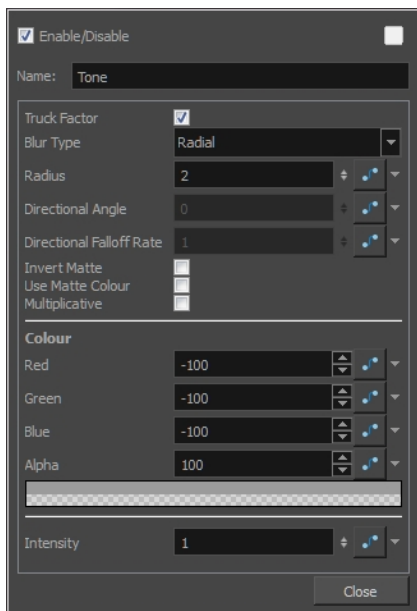 Enable/Disable
Name: Tone
Truck Factor
Blur Type Radial
Radius 2
Directional Angle 0
Directional Falloff Rate 1
Invert Matte
Use Matte Colour
Multiplicative
Colour
Red -100
Green -100
Blue -100
Alpha 100
Intensity 1
Close